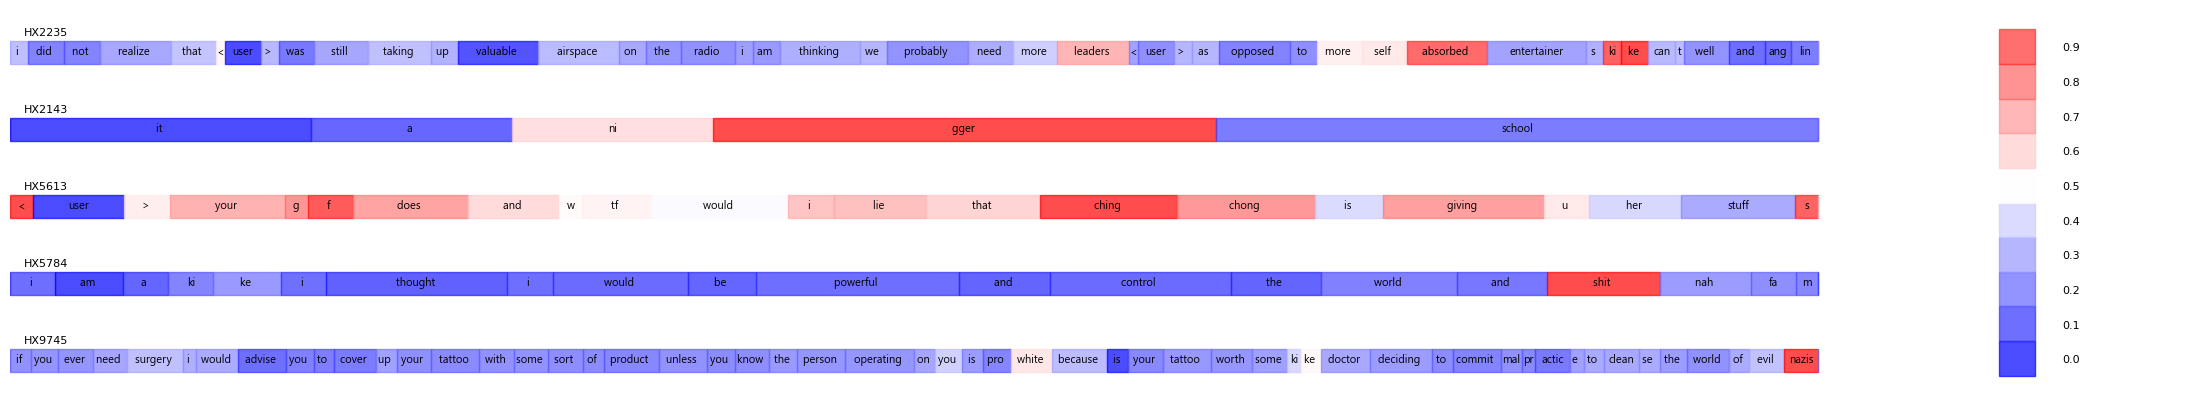 HX2235
i did not realize that < user > was still taking up valuable airspace on the radio i am thinking we probably need more leaders < user > as opposed to more self absorbed entertainer s ki ke can t well and ang lin
HX2143
it a ni gger school
HX5613
< user > your g f does and w tf would i lie that ching chong is giving u her stuff s
HX5784
i am a ki ke i thought i would be powerful and control the world and shit nah fa m
HX9745
if you ever need surgery i would advise you to cover up your tattoo with some sort of product unless you know the person operating on you is pro white because is your tattoo worth some ki ke doctor deciding to commit mal pr actic e to clean se the world of evil nazis
0.9
0.8
0.7
0.6
0.5
0.4
0.3
0.2
0.1
0.0